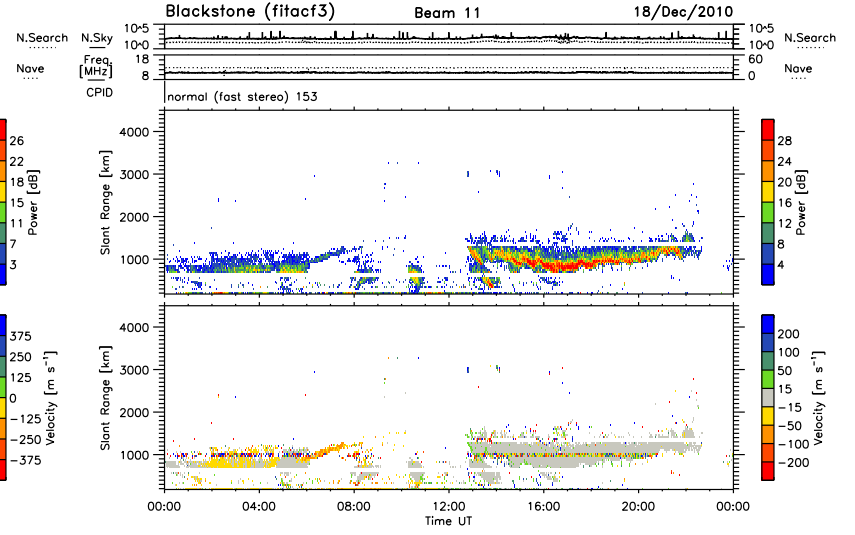 Blackstone (fitacf3) Beam 11 18/Dec/2010
N.Search N.Sky 10^5 10^0 10^5 10^0 N.Search
Nave Freq. [MHz] 18 8 60 0 Nave
CPID normal (fast stereo) 153
Slant Range [km] 4000 3000 2000 1000
Power [dB] 26 22 18 15 11 7 3
Power [dB] 28 24 20 16 12 8 4
Slant Range [km] 4000 3000 2000 1000
Velocity [m s⁻¹] 375 250 125 0 −125 −250 −375
Velocity [m s⁻¹] 200 100 50 15 −15 −50 −100 −200
00:00 04:00 08:00 12:00 16:00 20:00 00:00
Time UT